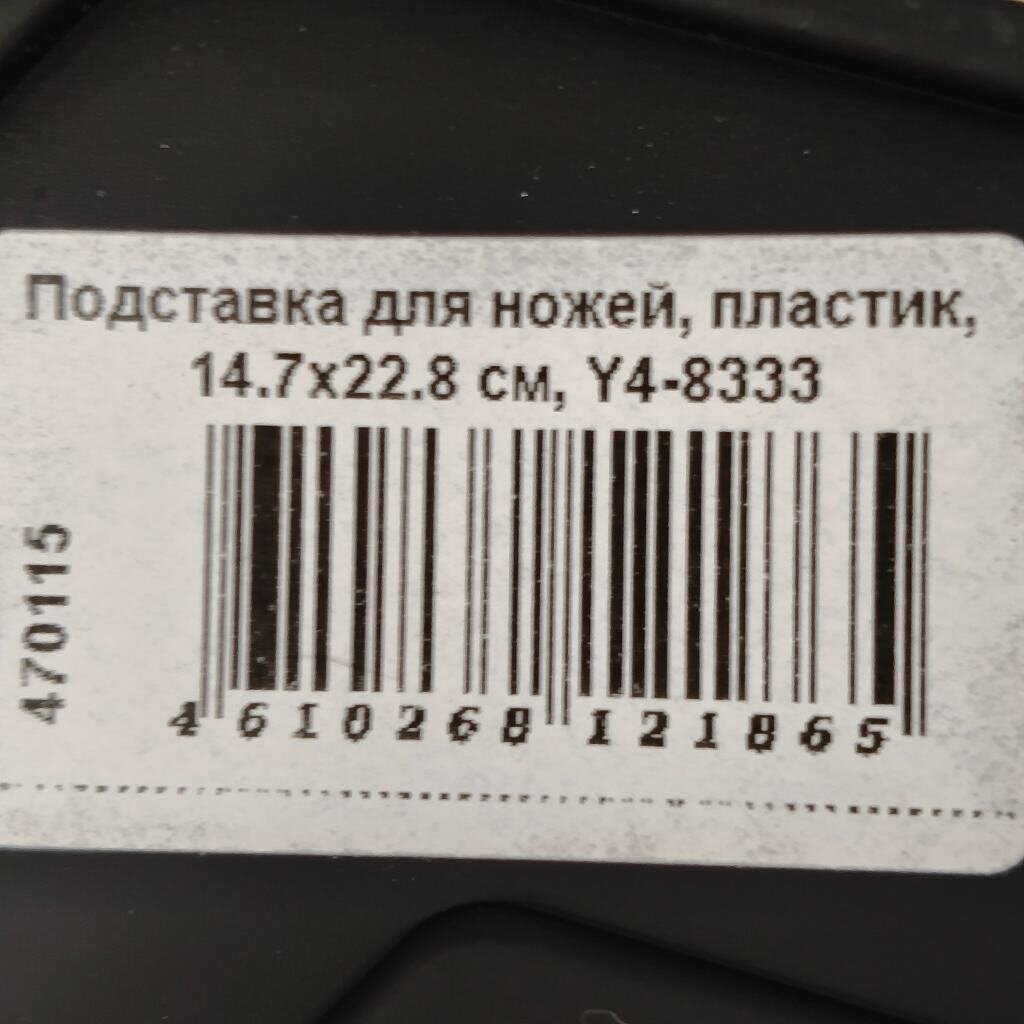 Подставка для ножей, пластик,
14.7x22.8 см, Y4-8333
470115
4 610268 121865